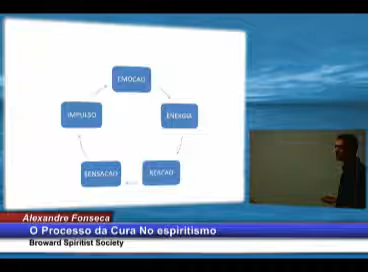 EMOCAO
IMPULSO
ENERGIA
SENSACAO
REACAO
Alexandre Fonseca
O Processo da Cura No espiritismo
Broward Spiritist Society